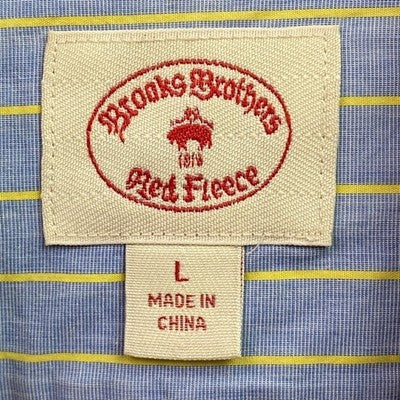 Brooks Brothers
1818
Red Fleece
L
MADE IN
CHINA